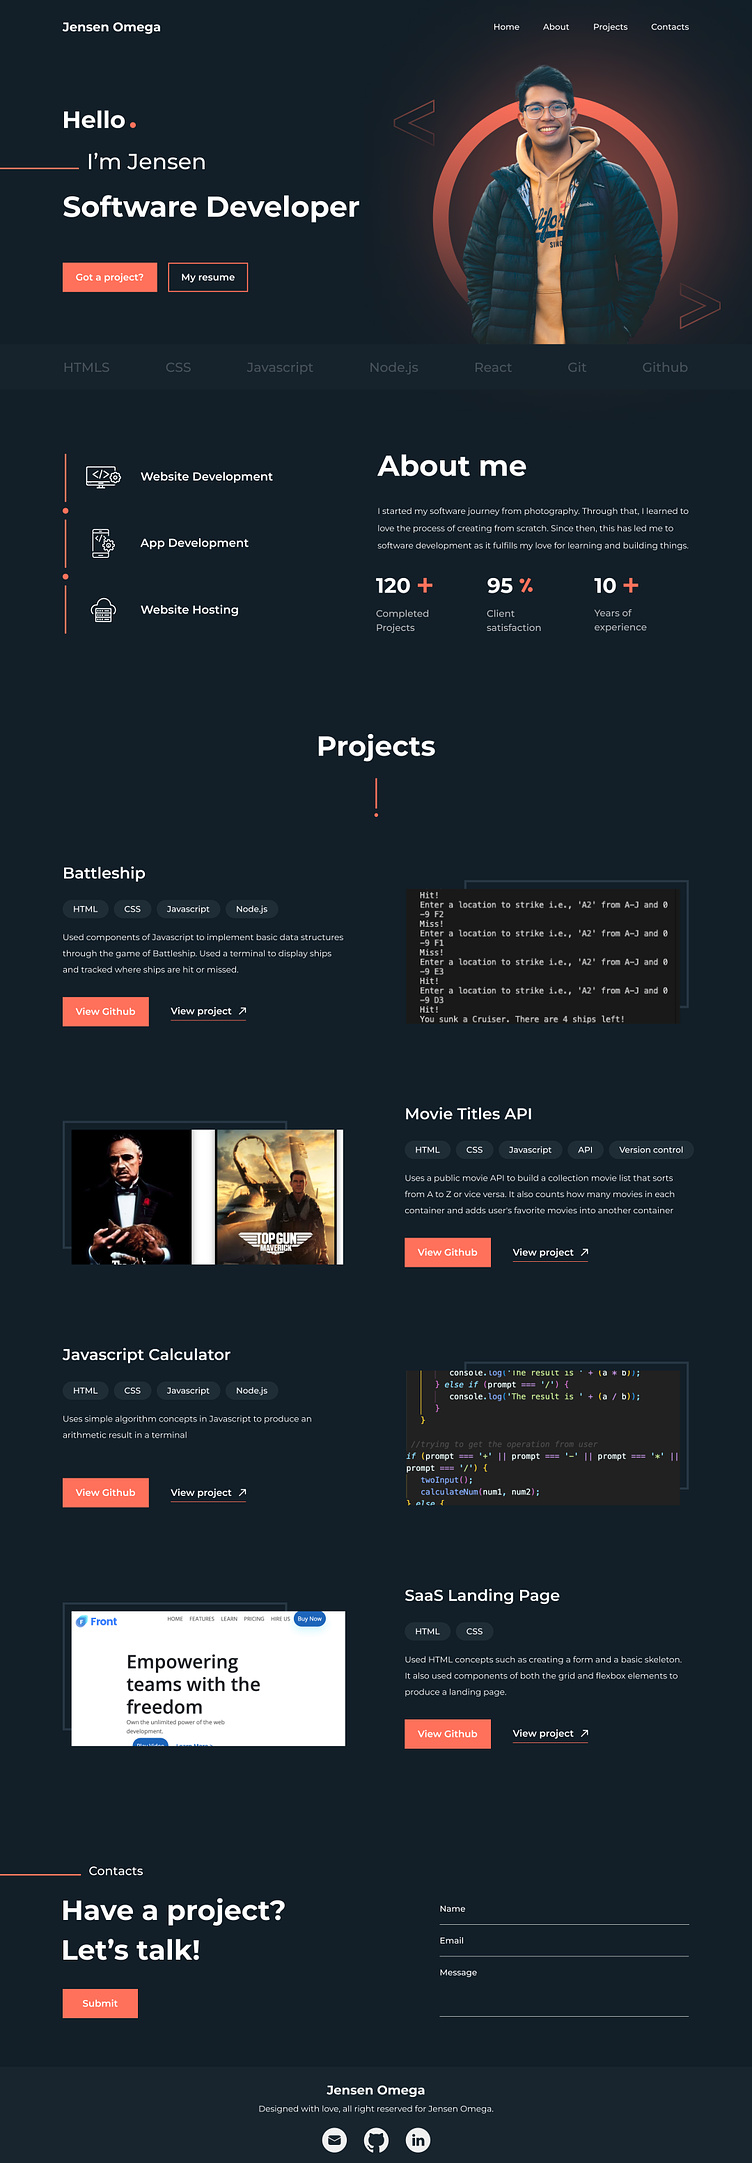 Jensen Omega
Home About Projects Contacts
Hello.
I'm Jensen
Software Developer
Got a project? My resume
<
>
HTMLS CSS Javascript Node.js React Git Github
Website Development
App Development
Website Hosting
About me
I started my software journey from photography. Through that, I learned to
love the process of creating from scratch. Since then, this has led me to
software development as it fulfills my love for learning and building things.
120 + 95 % 10 +
Completed
Projects
Client
satisfaction
Years of
experience
Projects
Battleship
HTML CSS Javascript Node.js
Used components of Javascript to implement basic data structures
through the game of Battleship. Used a terminal to display ships
and tracked where ships are hit or missed.
View Github View project
Hit!
Enter a location to strike i.e., 'A2' from A-J and 0
-9 F2
Miss!
Enter a location to strike i.e., 'A2' from A-J and 0
-9 F1
Miss!
Enter a location to strike i.e., 'A2' from A-J and 0
-9 E3
Hit!
Enter a location to strike i.e., 'A2' from A-J and 0
-9 D3
Hit!
You sunk a Cruiser. There are 4 ships left!
TOP GUN
MAVERICK
Movie Titles API
HTML CSS Javascript API Version control
Uses a public movie API to build a collection movie list that sorts
from A to Z or vice versa. It also counts how many movies in each
container and adds user's favorite movies into another container
View Github View project
Javascript Calculator
HTML CSS Javascript Node.js
Uses simple algorithm concepts in Javascript to produce an
arithmetic result in a terminal
View Github View project
console.log('The result is ' + (a * b));
} else if (prompt === '/') {
console.log('The result is ' + (a / b));
}
}
//trying to get the operation from user
if (prompt === '+' || prompt === '-' || prompt === '*' ||
prompt === '/') {
twoInput();
calculateNum(num1, num2);
} else {
Front
HOME FEATURES LEARN PRICING HIRE US Buy Now
Empowering
teams with the
freedom
Own the unlimited power of the web
development.
Play Video Learn More >
SaaS Landing Page
HTML CSS
Used HTML concepts such as creating a form and a basic skeleton.
It also used components of both the grid and flexbox elements to
produce a landing page.
View Github View project
Contacts
Have a project?
Let's talk!
Submit
Name
Email
Message
Jensen Omega
Designed with love, all right reserved for Jensen Omega.
in